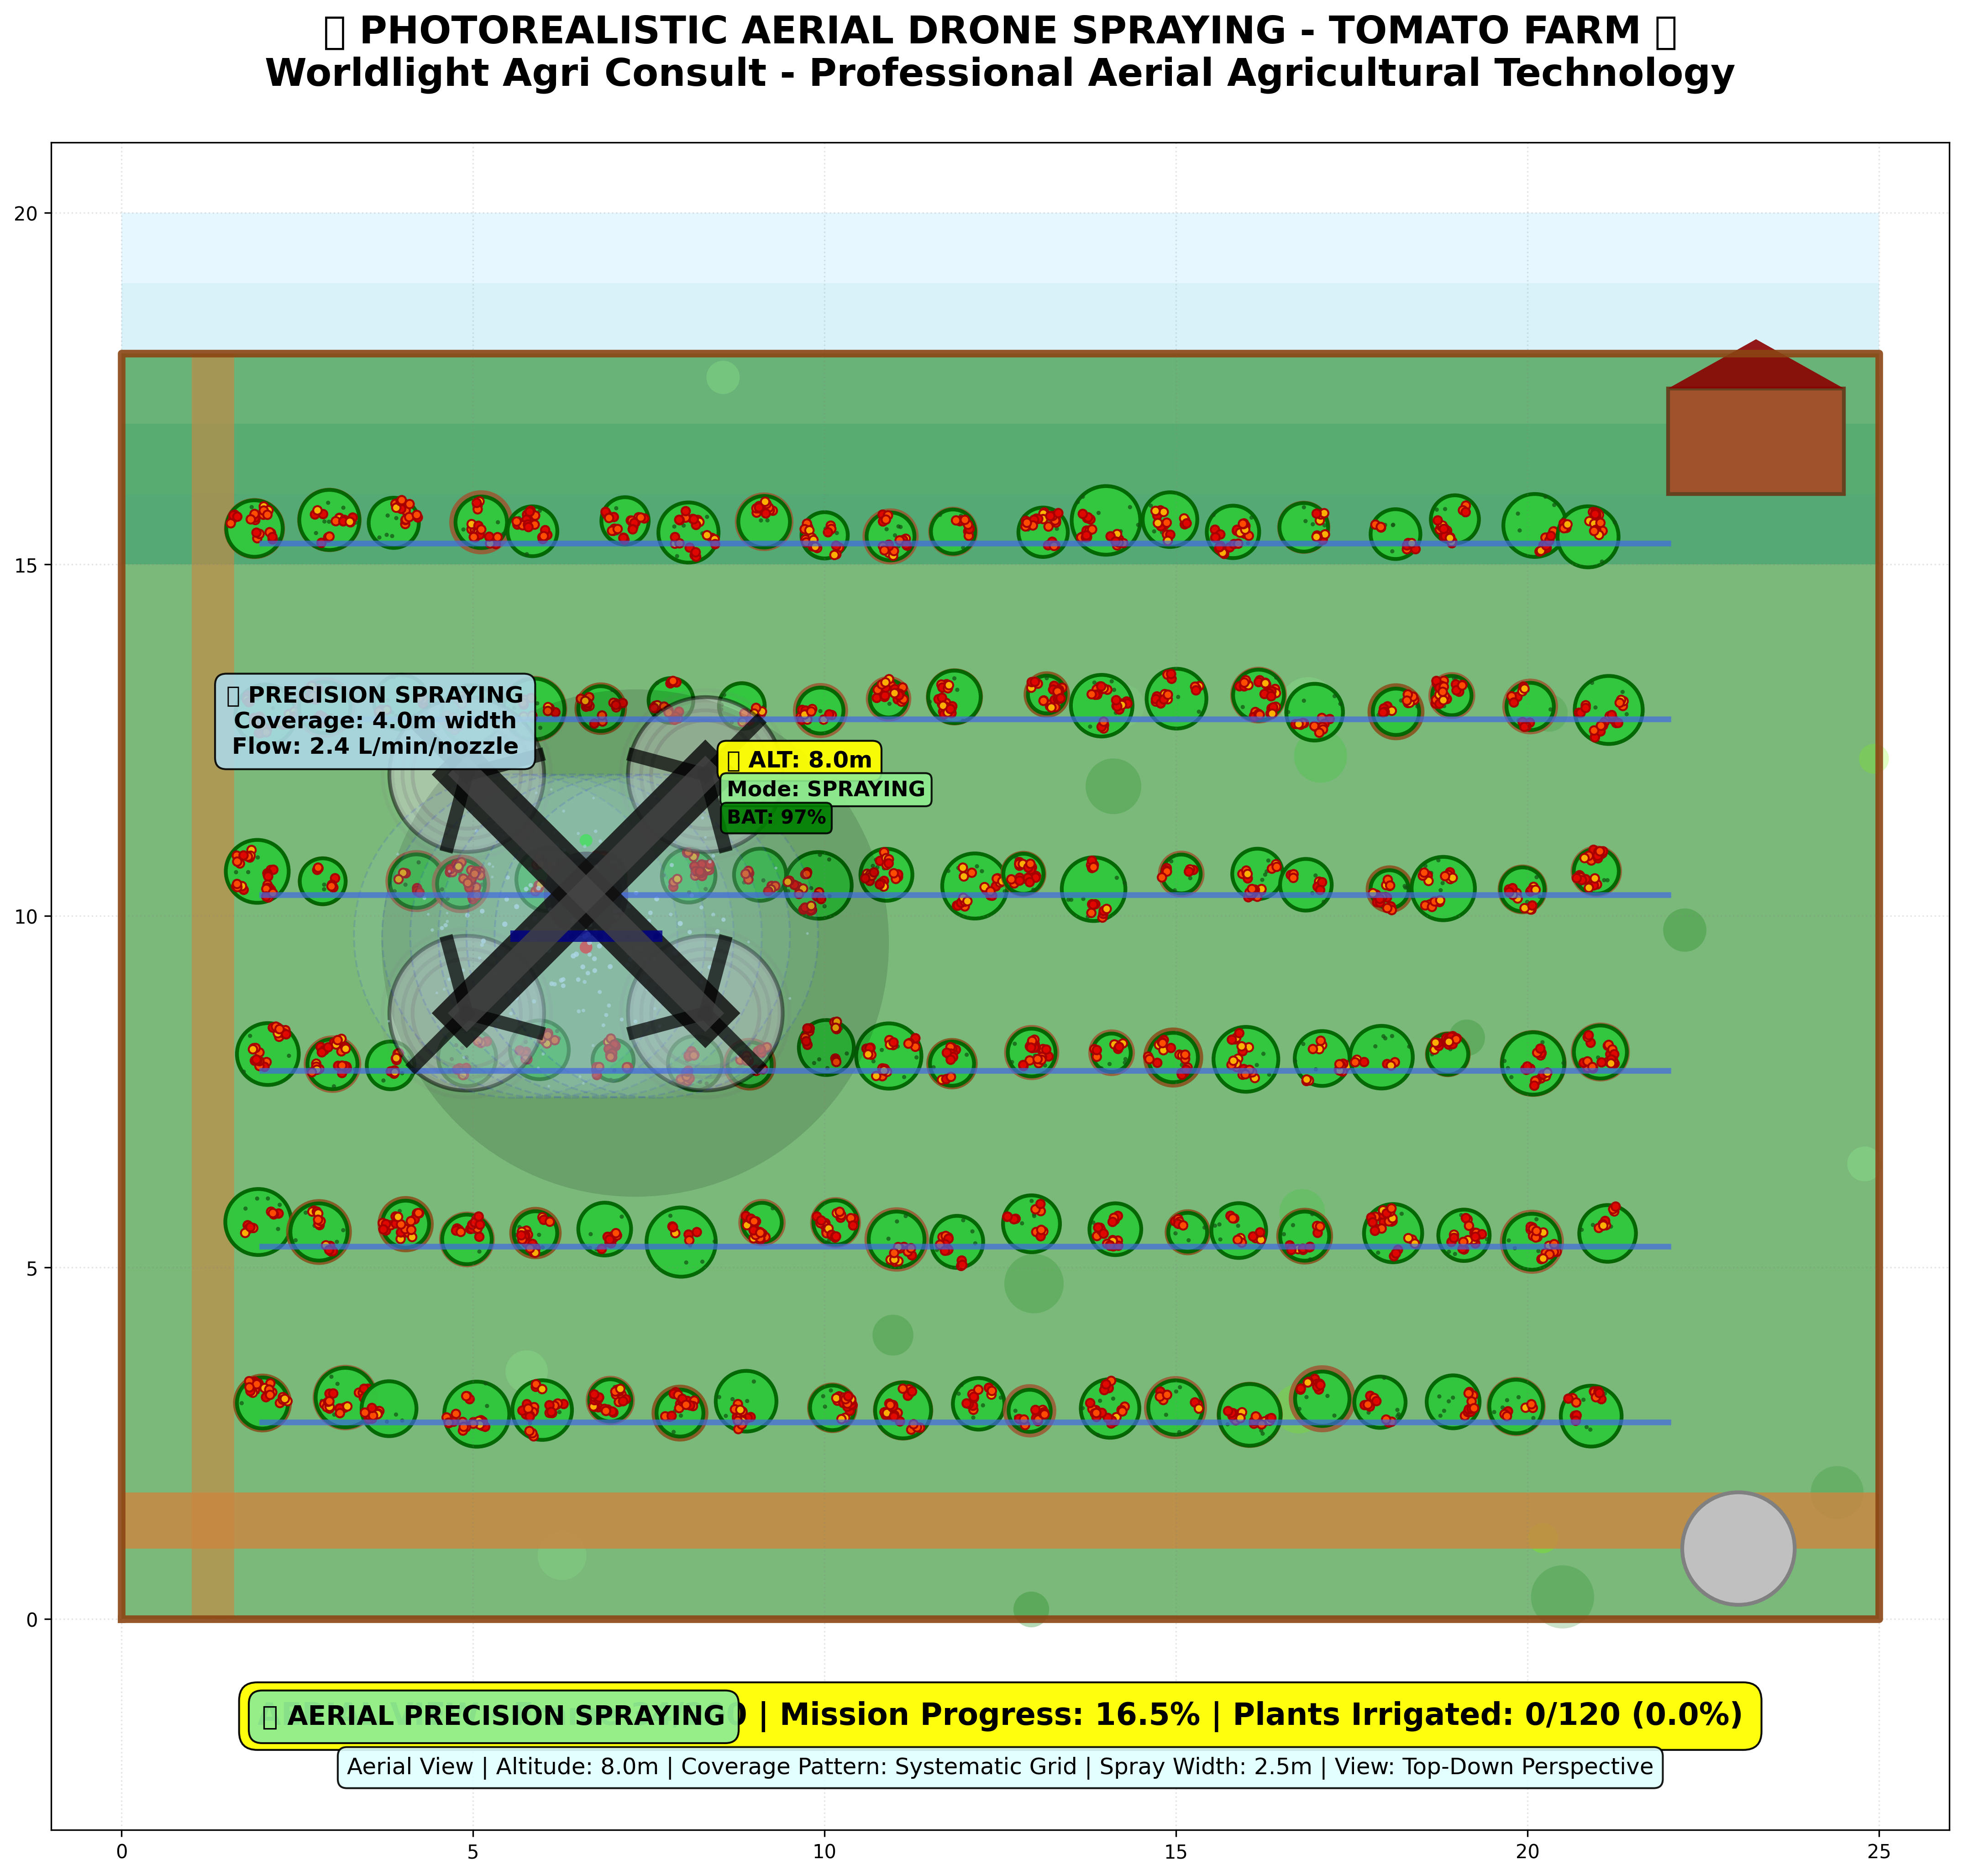 ▯ PHOTOREALISTIC AERIAL DRONE SPRAYING - TOMATO FARM ▯
Worldlight Agri Consult - Professional Aerial Agricultural Technology
20
15
10
5
0
▯ PRECISION SPRAYING
Coverage: 4.0m width
Flow: 2.4 L/min/nozzle
▯ ALT: 8.0m
Mode: SPRAYING
BAT: 97%
▯ AERIAL PRECISION SPRAYING
0 | Mission Progress: 16.5% | Plants Irrigated: 0/120 (0.0%)
Aerial View | Altitude: 8.0m | Coverage Pattern: Systematic Grid | Spray Width: 2.5m | View: Top-Down Perspective
0 5 10 15 20 25